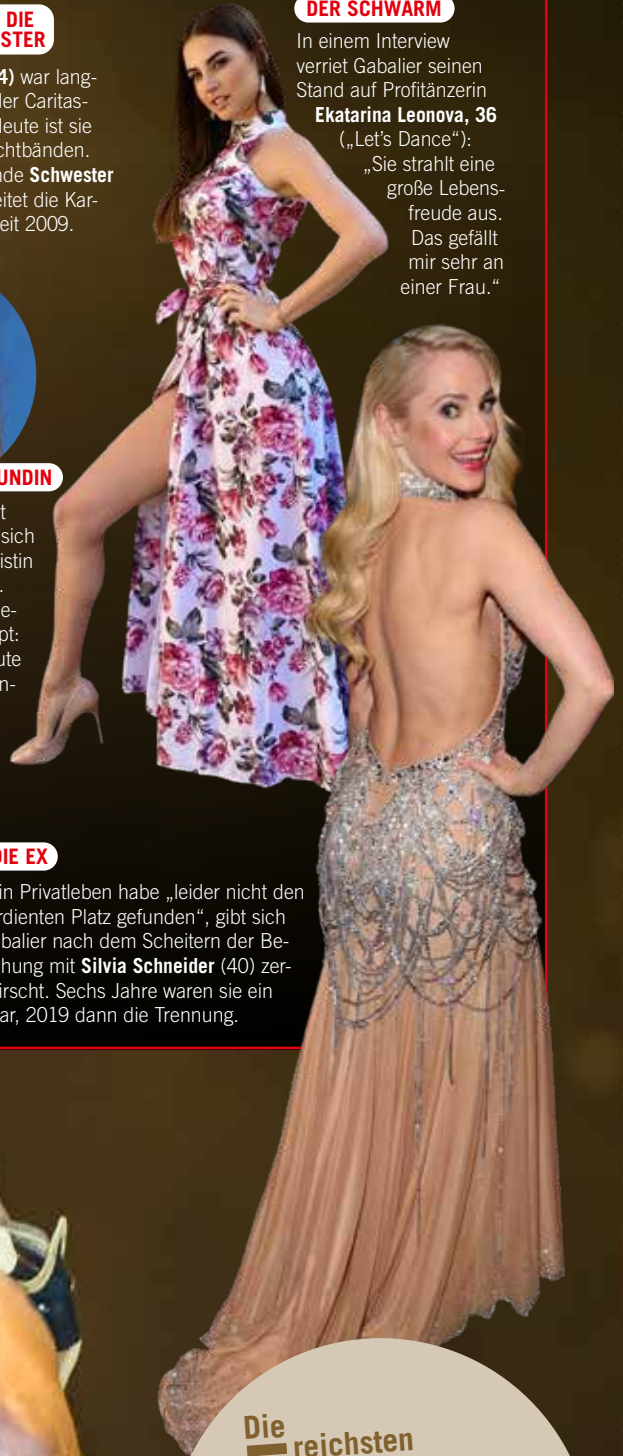 DIE
STER
4) war lang-
der Caritas-
Heute ist sie
chtbänden.
nde Schwester
eitet die Kar-
eit 2009.
DER SCHWARM
In einem Interview
verriet Gabalier seinen
Stand auf Profitänzerin
Ekatarina Leonova, 36
(„Let’s Dance“):
„Sie strahlt eine
große Lebens-
freude aus.
Das gefällt
mir sehr an
einer Frau.“
UNDIN
t
sich
istin
.
e-
pt:
ute
n-
DIE EX
in Privatleben habe „leider nicht den
rdienten Platz gefunden“, gibt sich
balier nach dem Scheitern der Be-
hung mit Silvia Schneider (40) zer-
irscht. Sechs Jahre waren sie ein
ar, 2019 dann die Trennung.
Die
reichsten